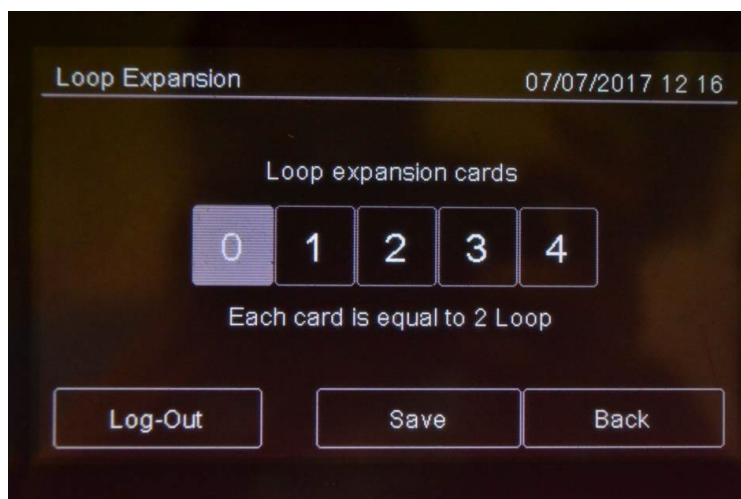 Loop Expansion 07/07/2017 12 16
Loop expansion cards
0 1 2 3 4
Each card is equal to 2 Loop
Log-Out Save Back